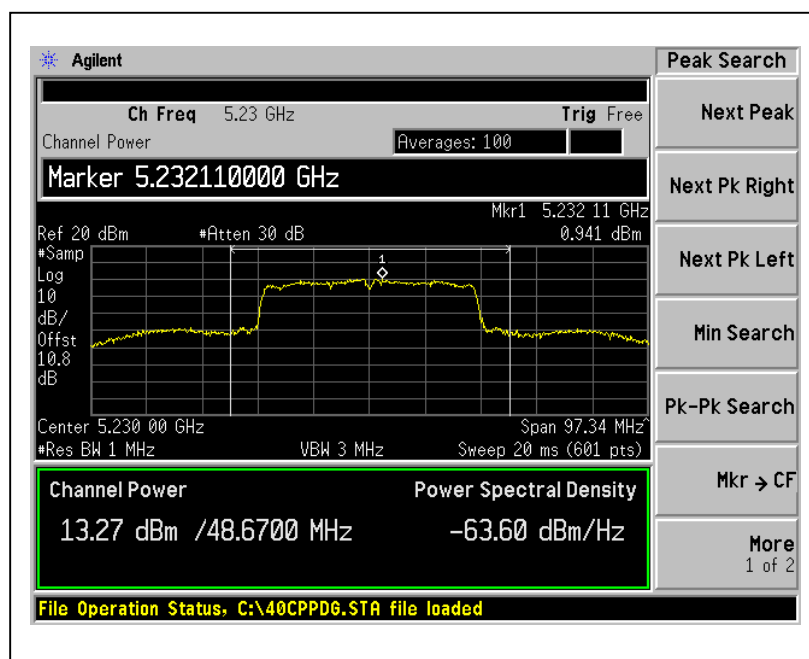 Agilent
Peak Search
Ch Freq 5.23 GHz Trig Free
Channel Power Averages: 100
Marker 5.232110000 GHz
Mkr1 5.232 11 GHz
Ref 20 dBm #Atten 30 dB 0.941 dBm
#Samp
Log
10
dB/
Offst
10.8
dB
1
Center 5.230 00 GHz Span 97.34 MHz^
#Res BW 1 MHz VBW 3 MHz Sweep 20 ms (601 pts)
Channel Power Power Spectral Density
13.27 dBm /48.6700 MHz -63.60 dBm/Hz
File Operation Status, C:\40CPPDG.STA file loaded
Next Peak
Next Pk Right
Next Pk Left
Min Search
Pk-Pk Search
Mkr → CF
More
1 of 2